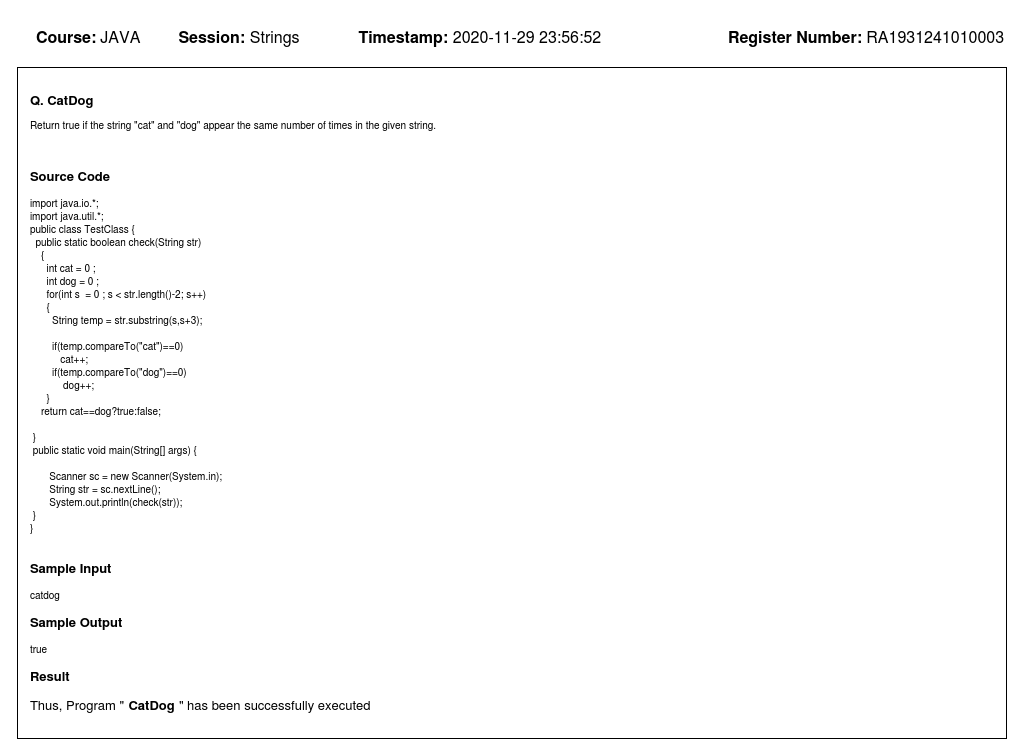 Course: JAVA Session: Strings Timestamp: 2020-11-29 23:56:52 Register Number: RA1931241010003
Q. CatDog
Return true if the string "cat" and "dog" appear the same number of times in the given string.
Source Code
import java.io.*;
import java.util.*;
public class TestClass {
public static boolean check(String str)
{
int cat = 0 ;
int dog = 0 ;
for(int s  = 0 ; s < str.length()-2; s++)
{
String temp = str.substring(s,s+3);
if(temp.compareTo("cat")==0)
cat++;
if(temp.compareTo("dog")==0)
dog++;
}
return cat==dog?true:false;
}
public static void main(String[] args) {
Scanner sc = new Scanner(System.in);
String str = sc.nextLine();
System.out.println(check(str));
}
}
Sample Input
catdog
Sample Output
true
Result
Thus, Program " CatDog " has been successfully executed